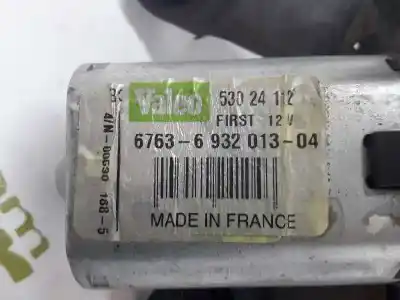 Valeo 530 24 112
FIRST 12 V
6763-6 932 013-04
MADE IN FRANCE